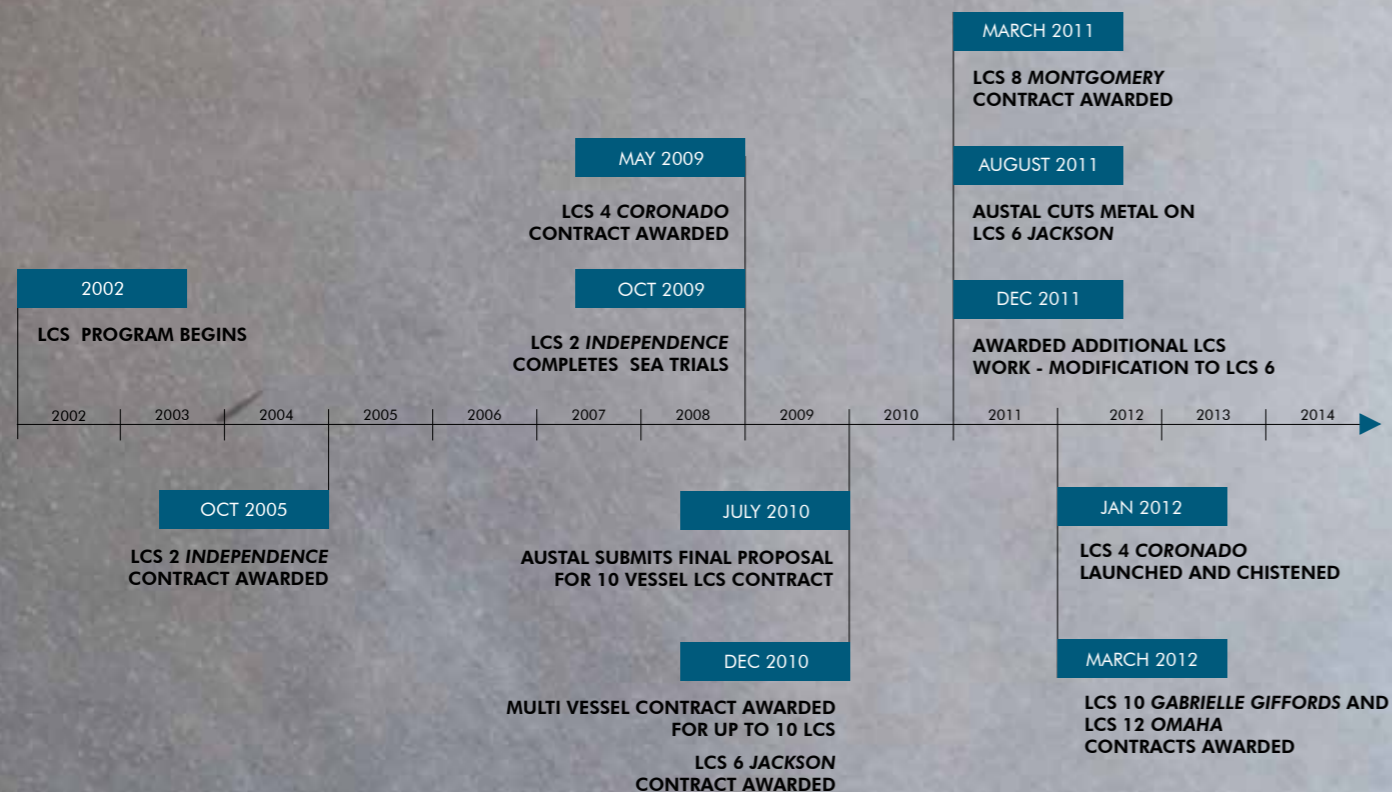 MARCH 2011
LCS 8 MONTGOMERY
CONTRACT AWARDED
MAY 2009
LCS 4 CORONADO
CONTRACT AWARDED
AUGUST 2011
AUSTAL CUTS METAL ON
LCS 6 JACKSON
2002
LCS PROGRAM BEGINS
OCT 2009
LCS 2 INDEPENDENCE
COMPLETES SEA TRIALS
DEC 2011
AWARDED ADDITIONAL LCS
WORK - MODIFICATION TO LCS 6
2002 2003 2004 2005 2006 2007 2008 2009 2010 2011 2012 2013 2014
OCT 2005
LCS 2 INDEPENDENCE
CONTRACT AWARDED
JULY 2010
AUSTAL SUBMITS FINAL PROPOSAL
FOR 10 VESSEL LCS CONTRACT
JAN 2012
LCS 4 CORONADO
LAUNCHED AND CHISTENED
DEC 2010
MULTI VESSEL CONTRACT AWARDED
FOR UP TO 10 LCS
LCS 6 JACKSON
CONTRACT AWARDED
MARCH 2012
LCS 10 GABRIELLE GIFFORDS AND
LCS 12 OMAHA
CONTRACTS AWARDED